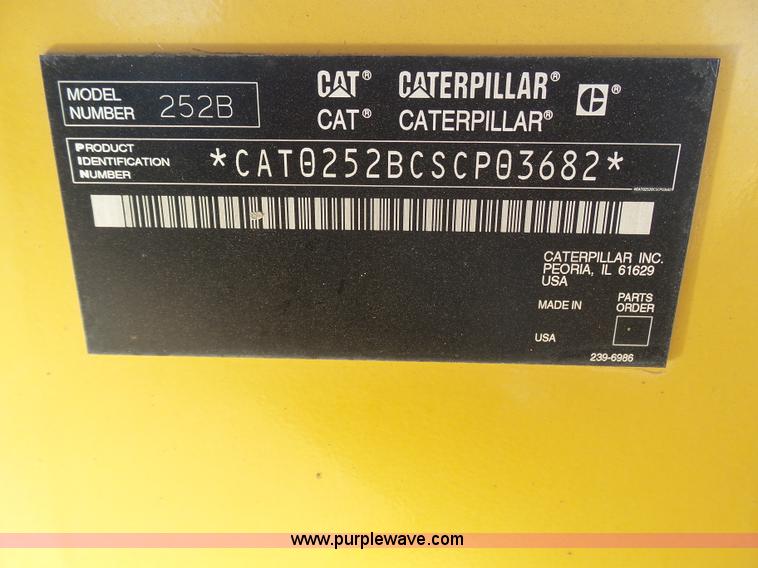 MODEL NUMBER 252B
CAT® CATERPILLAR® C®
CAT® CATERPILLAR®
PRODUCT IDENTIFICATION NUMBER *CAT0252BCSCP03682*
*CAT0252BCSCP03682*
CATERPILLAR INC.
PEORIA, IL 61629
USA
MADE IN
USA
PARTS ORDER
239-6986
www.purplewave.com